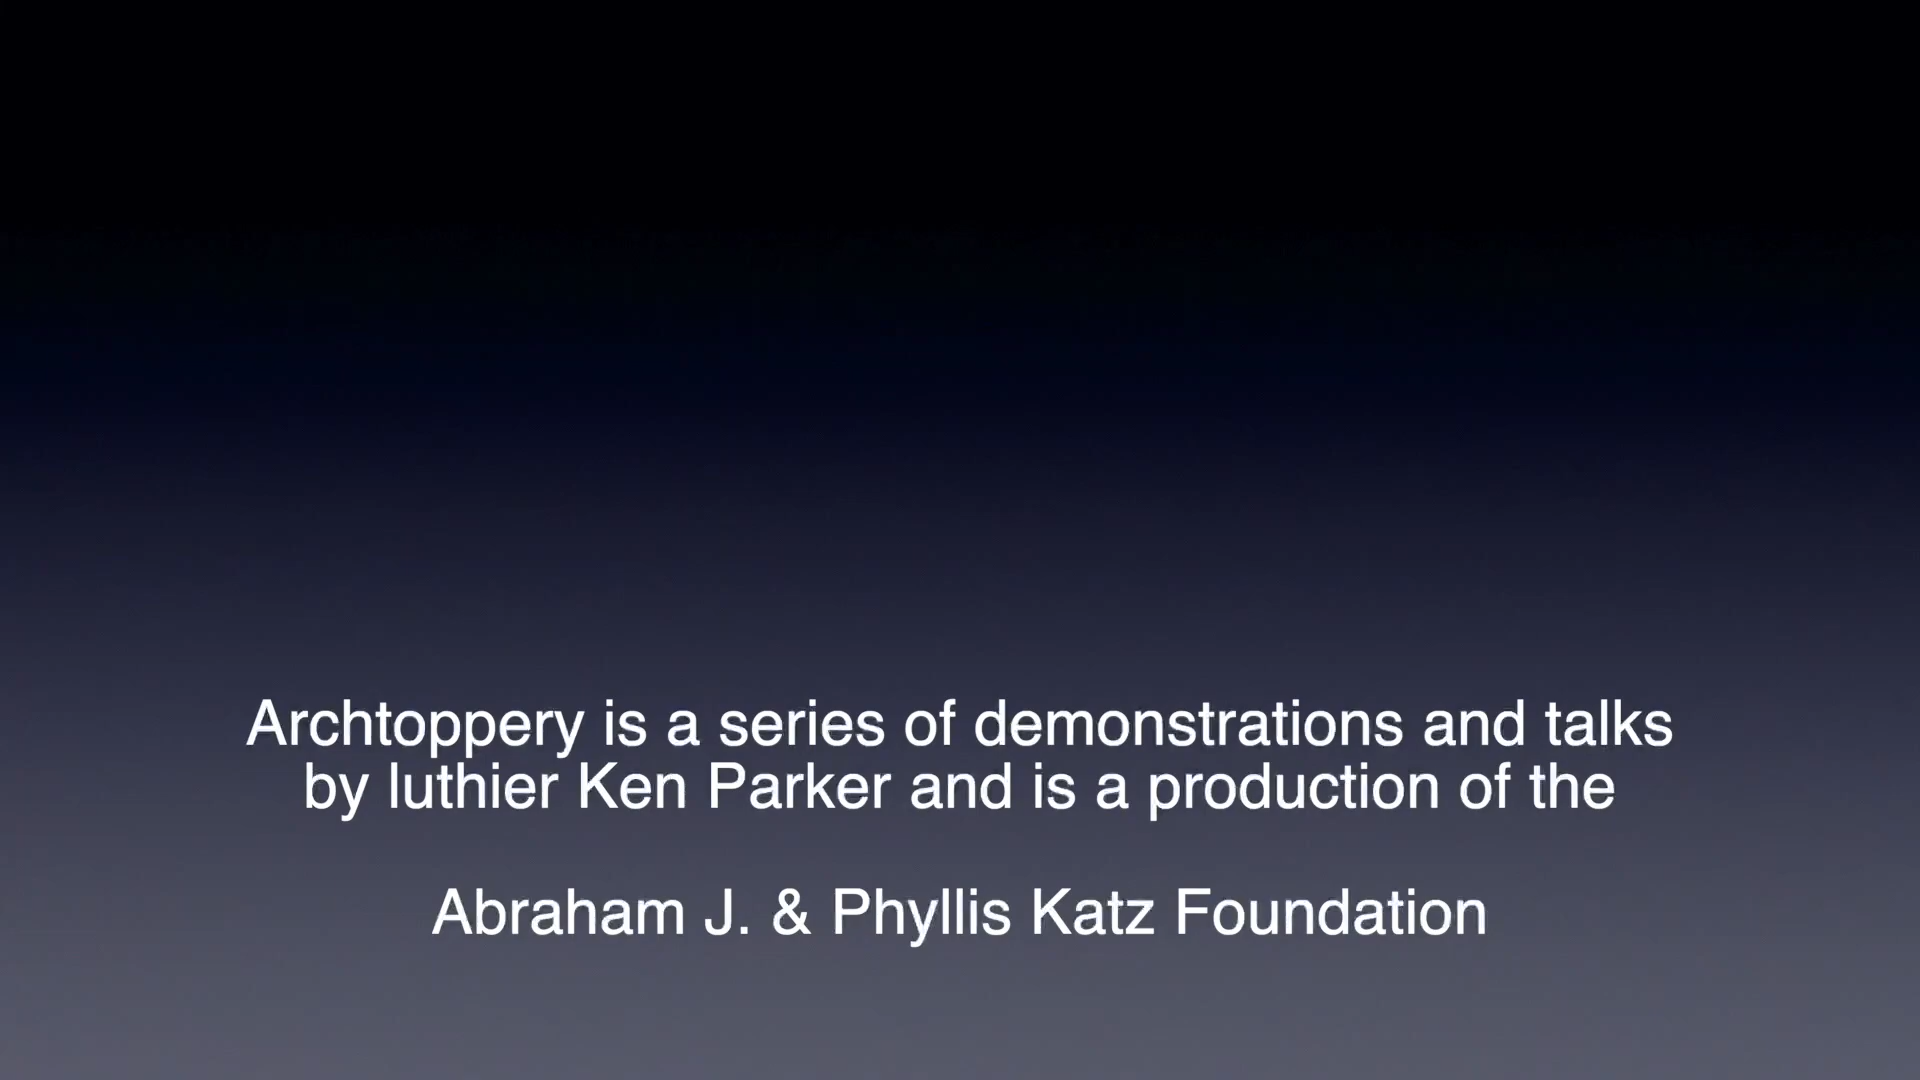 Archtoppery is a series of demonstrations and talks
by luthier Ken Parker and is a production of the
Abraham J. & Phyllis Katz Foundation